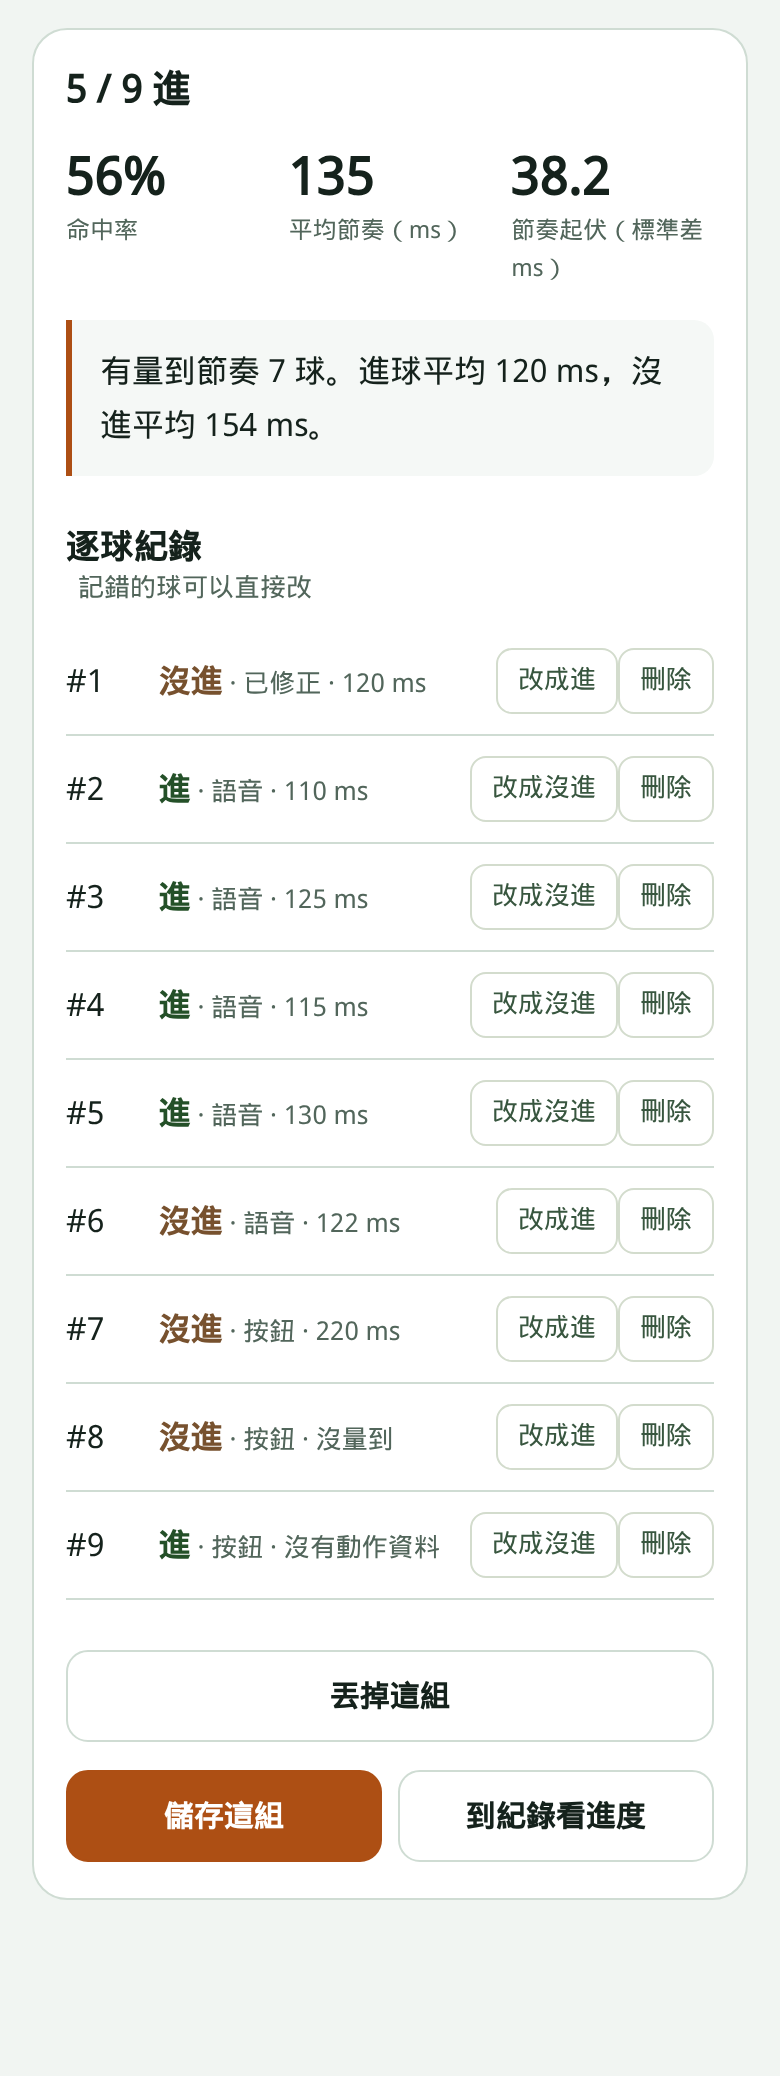 5 / 9 進
56%
命中率
135
平均節奏（ms）
38.2
節奏起伏（標準差
ms）
有量到節奏 7 球。進球平均 120 ms，沒
進平均 154 ms。
逐球紀錄
記錯的球可以直接改
#1 沒進 · 已修正 · 120 ms 改成進 刪除
#2 進 · 語音 · 110 ms 改成沒進 刪除
#3 進 · 語音 · 125 ms 改成沒進 刪除
#4 進 · 語音 · 115 ms 改成沒進 刪除
#5 進 · 語音 · 130 ms 改成沒進 刪除
#6 沒進 · 語音 · 122 ms 改成進 刪除
#7 沒進 · 按鈕 · 220 ms 改成進 刪除
#8 沒進 · 按鈕 · 沒量到 改成進 刪除
#9 進 · 按鈕 · 沒有動作資料 改成沒進 刪除
丟掉這組
儲存這組 到紀錄看進度